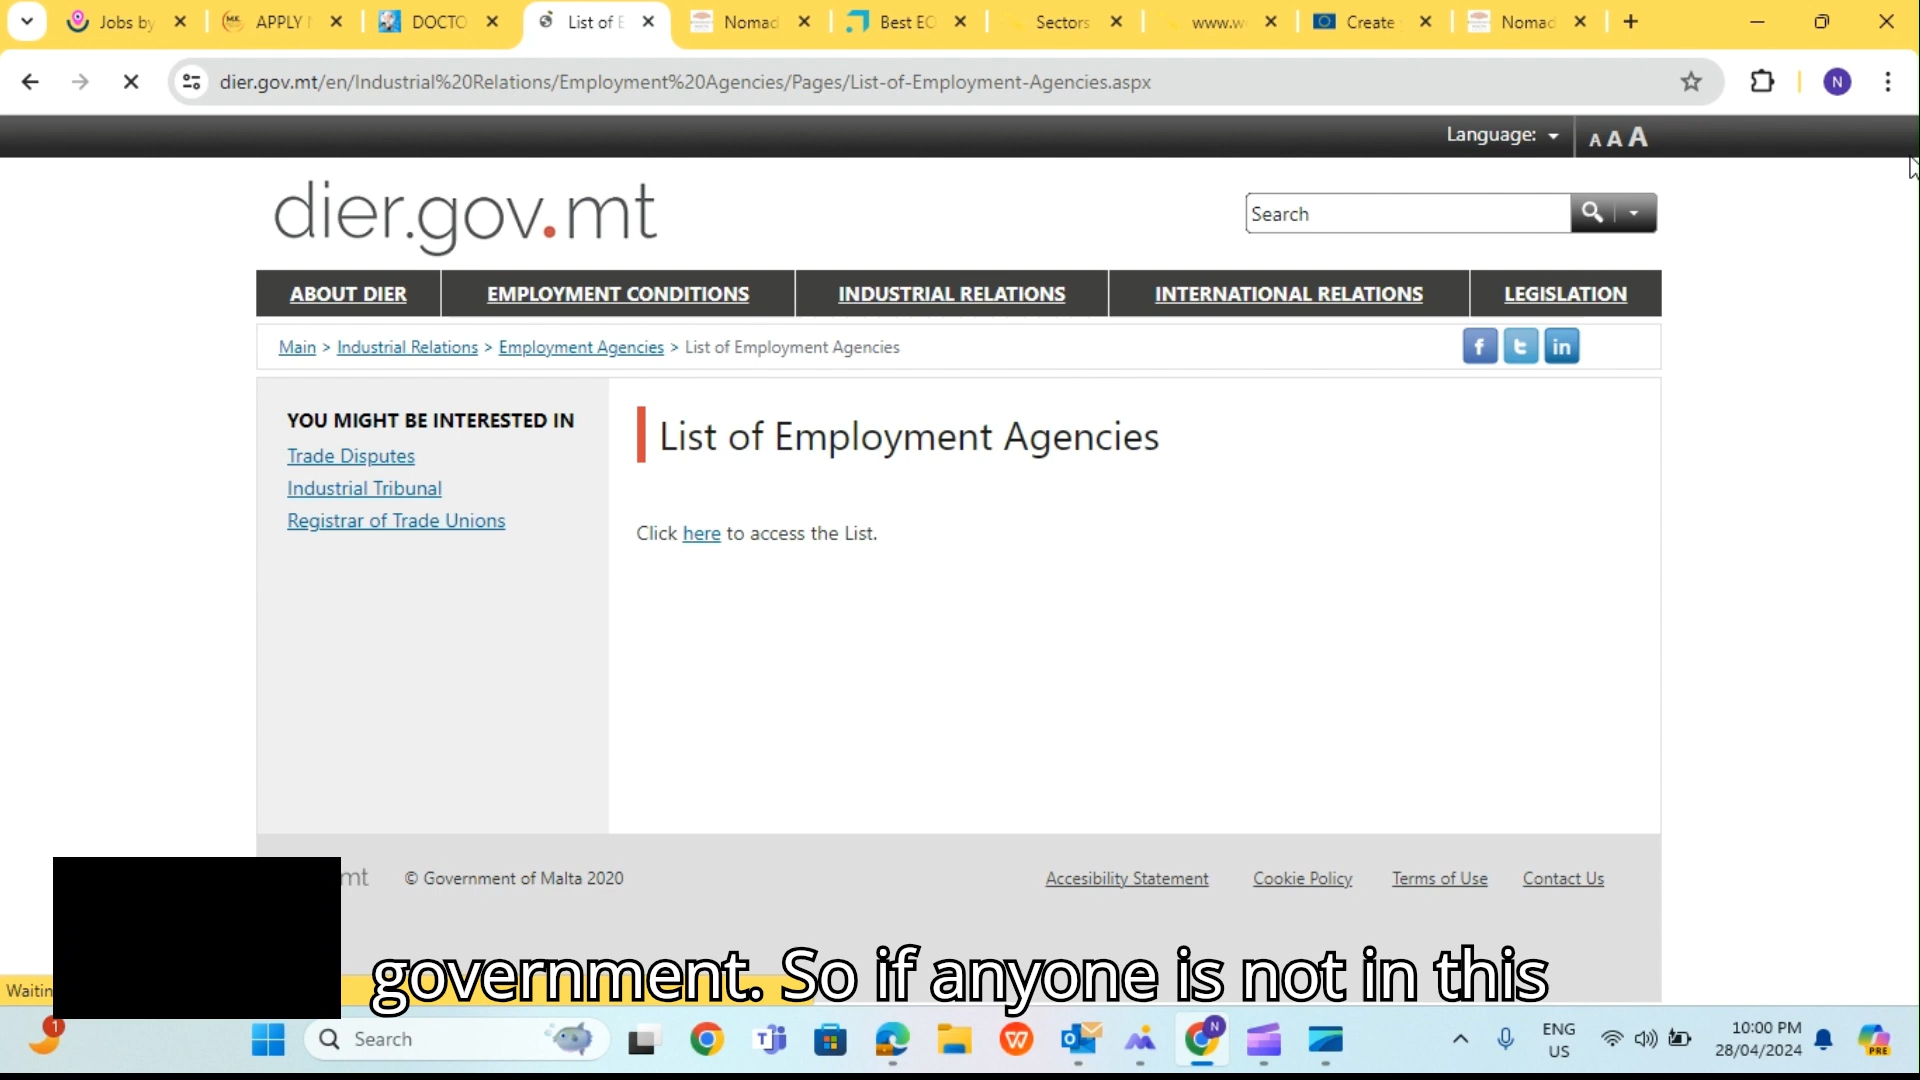 Jobs by
APPLY
DOCTO
List of E
Nomad
Best EC
Sectors
www.w
Create
Nomad
dier.gov.mt/en/Industrial%20Relations/Employment%20Agencies/Pages/List-of-Employment-Agencies.aspx
N
Language:
A A A
dier.gov.mt
Search
ABOUT DIER
EMPLOYMENT CONDITIONS
INDUSTRIAL RELATIONS
INTERNATIONAL RELATIONS
LEGISLATION
Main > Industrial Relations > Employment Agencies > List of Employment Agencies
YOU MIGHT BE INTERESTED IN
Trade Disputes
Industrial Tribunal
Registrar of Trade Unions
List of Employment Agencies
Click here to access the List.
mt
© Government of Malta 2020
Accesibility Statement
Cookie Policy
Terms of Use
Contact Us
Waitin
government. So if anyone is not in this
1
Search
N
ENG
US
10:00 PM
28/04/2024
PRE